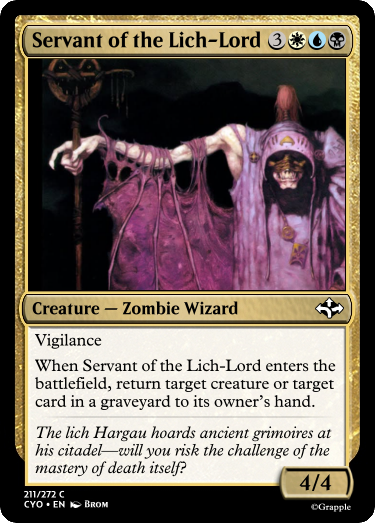 Servant of the Lich-Lord 3
Creature — Zombie Wizard
Vigilance
When Servant of the Lich-Lord enters the
battlefield, return target creature or target
card in a graveyard to its owner's hand.
The lich Hargau hoards ancient grimoires at
his citadel—will you risk the challenge of the
mastery of death itself?
4/4
211/272 C
CYO • EN Brom
©Grapple